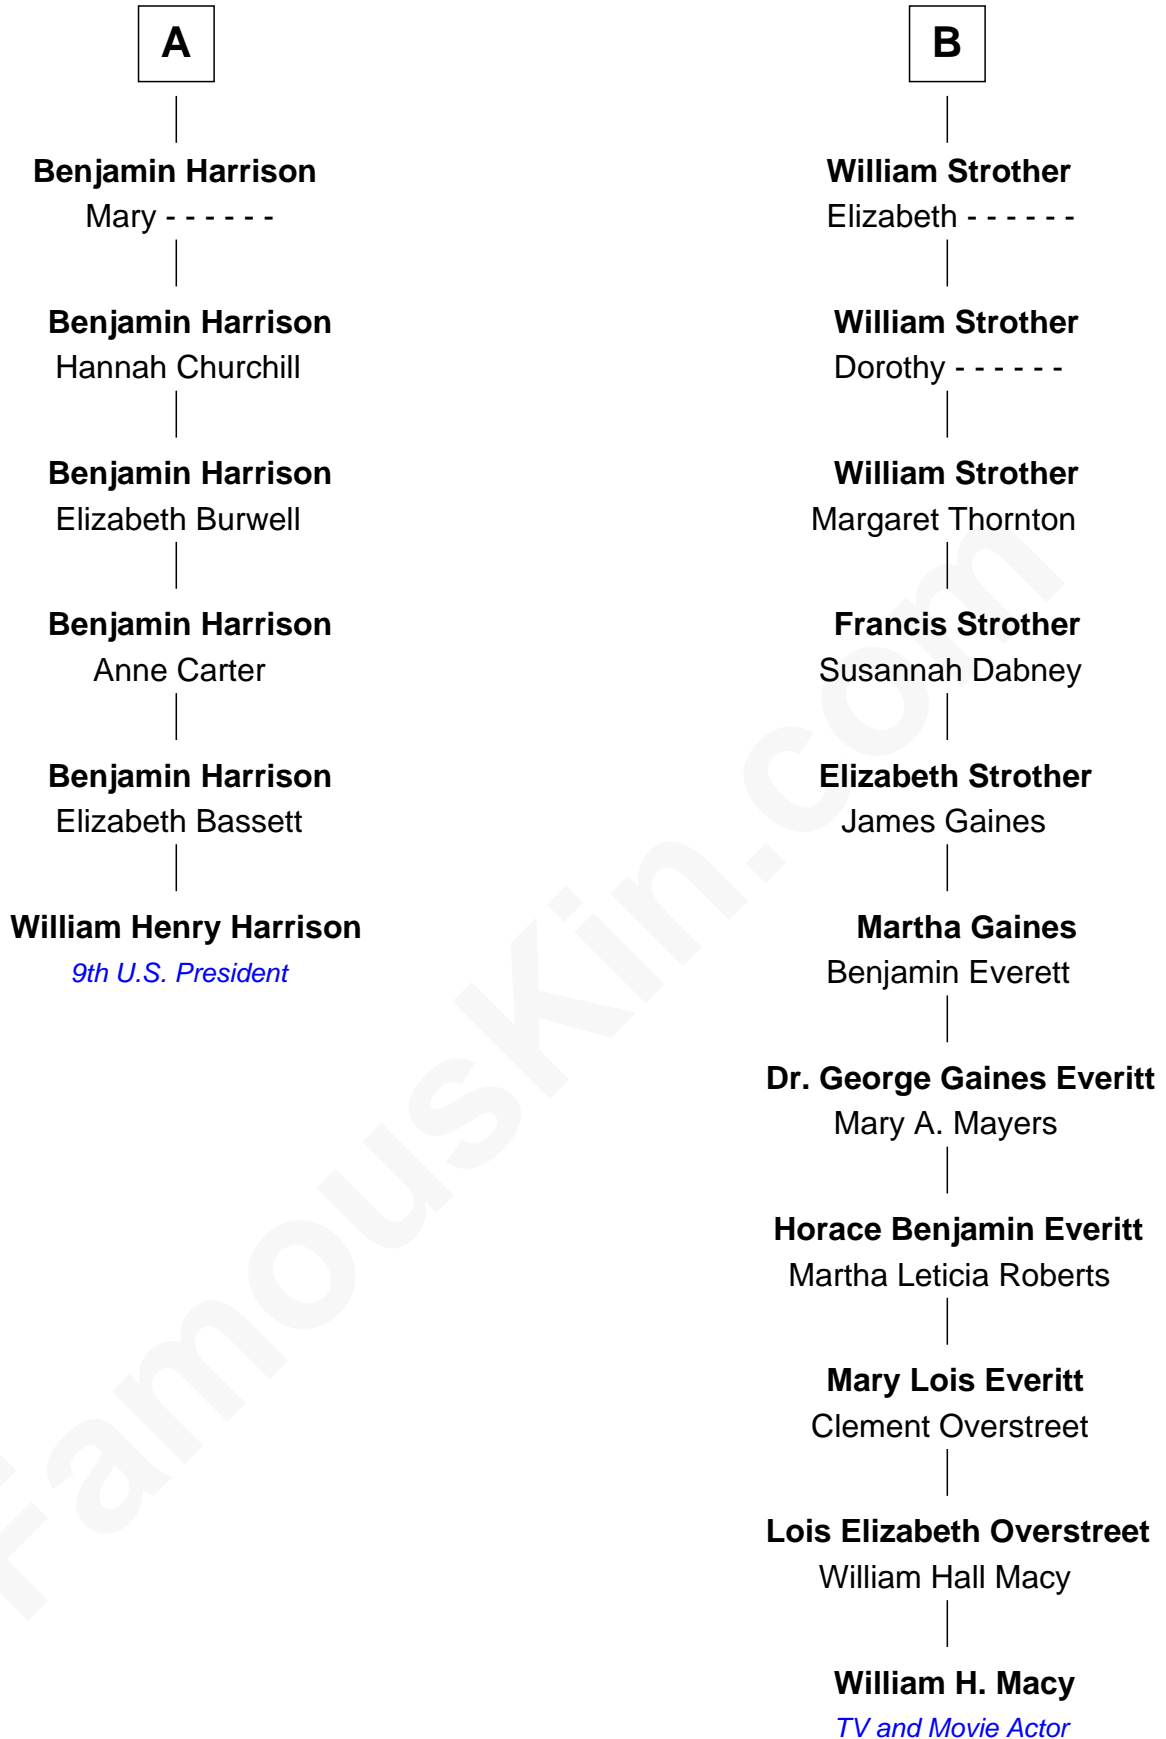 A
Benjamin Harrison
Mary - - - - - -
Benjamin Harrison
Hannah Churchill
Benjamin Harrison
Elizabeth Burwell
Benjamin Harrison
Anne Carter
Benjamin Harrison
Elizabeth Bassett
William Henry Harrison
9th U.S. President
B
William Strother
Elizabeth - - - - - -
William Strother
Dorothy - - - - - -
William Strother
Margaret Thornton
Francis Strother
Susannah Dabney
Elizabeth Strother
James Gaines
Martha Gaines
Benjamin Everett
Dr. George Gaines Everitt
Mary A. Mayers
Horace Benjamin Everitt
Martha Leticia Roberts
Mary Lois Everitt
Clement Overstreet
Lois Elizabeth Overstreet
William Hall Macy
William H. Macy
TV and Movie Actor
FamousKin.com